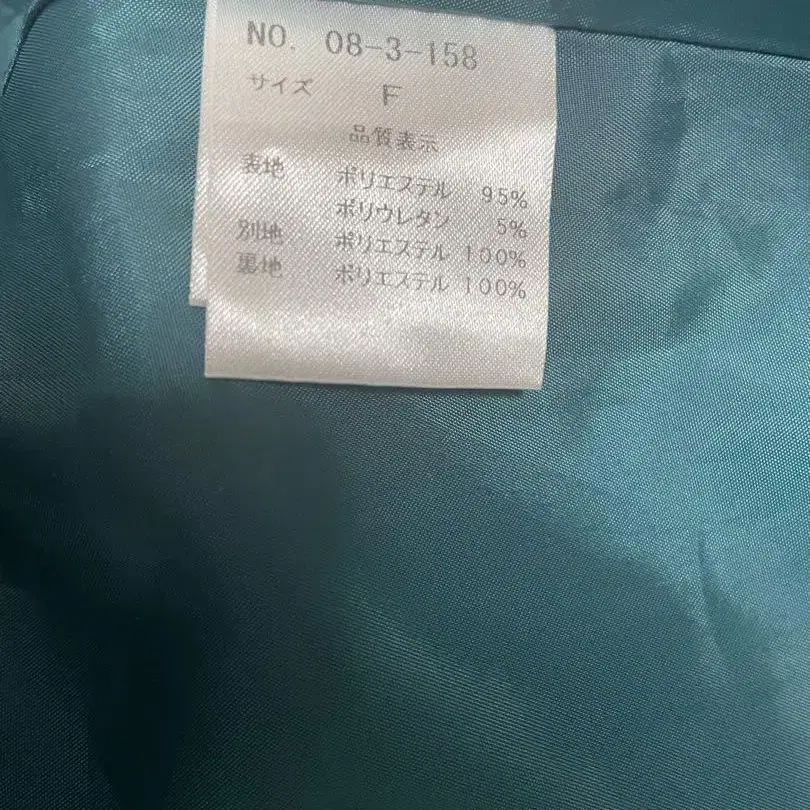 NO. 08-3-158
サイズ F
品質表示
表地 ポリエステル 95%
ポリウレタン 5%
別地 ポリエステル 100%
裏地 ポリエステル 100%